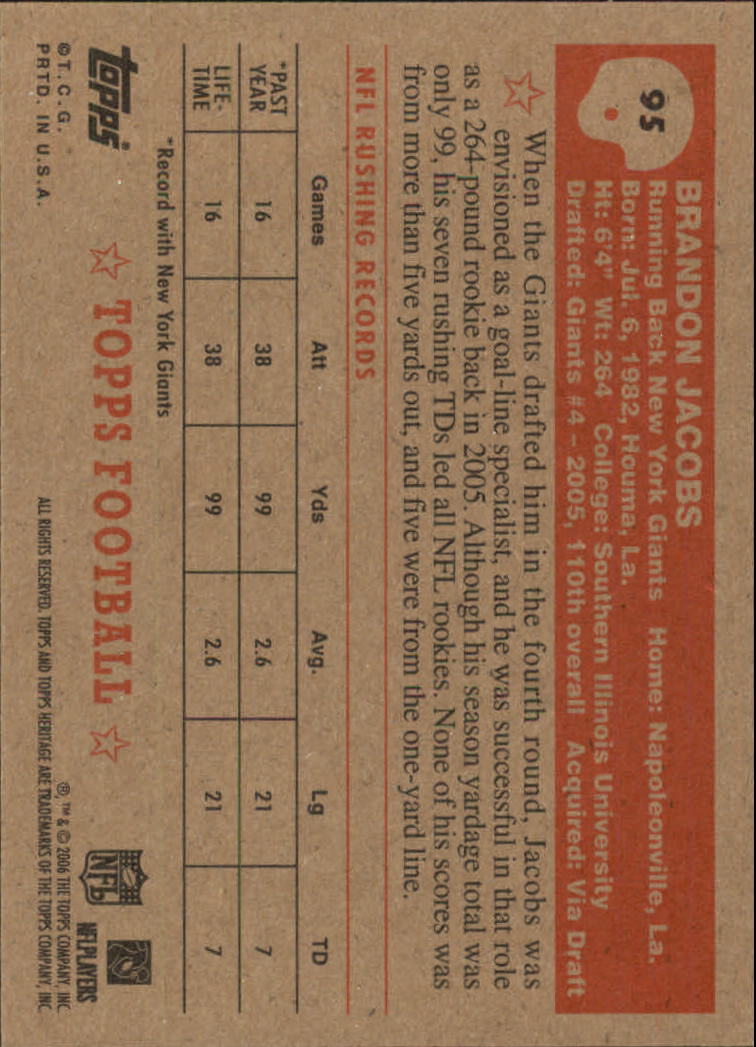 95
BRANDON JACOBS
Running Back New York Giants Home: Napoleonville, La.
Born: Jul. 6, 1982, Houma, La.
Ht: 6'4" Wt: 264 College: Southern Illinois University
Drafted: Giants #4 - 2005, 110th overall Acquired: Via Draft
When the Giants drafted him in the fourth round, Jacobs was
envisioned as a goal-line specialist, and he was successful in that role
as a 264-pound rookie back in 2005. Although his season yardage total was
only 99, his seven rushing TDs led all NFL rookies. None of his scores was
from more than five yards out, and five were from the one-yard line.
NFL RUSHING RECORDS
Games Att Yds Avg. Lg TD
*PAST YEAR 16 38 99 2.6 21 7
LIFE-TIME 16 38 99 2.6 21 7
*Record with New York Giants
topps®
TOPPS FOOTBALL
NFL
NFLPLAYERS
© T. C. G.
PRTD. IN U.S.A.
®, ™ & © 2006 THE TOPPS COMPANY, INC.
ALL RIGHTS RESERVED. TOPPS AND TOPPS HERITAGE ARE TRADEMARKS OF THE TOPPS COMPANY, INC.